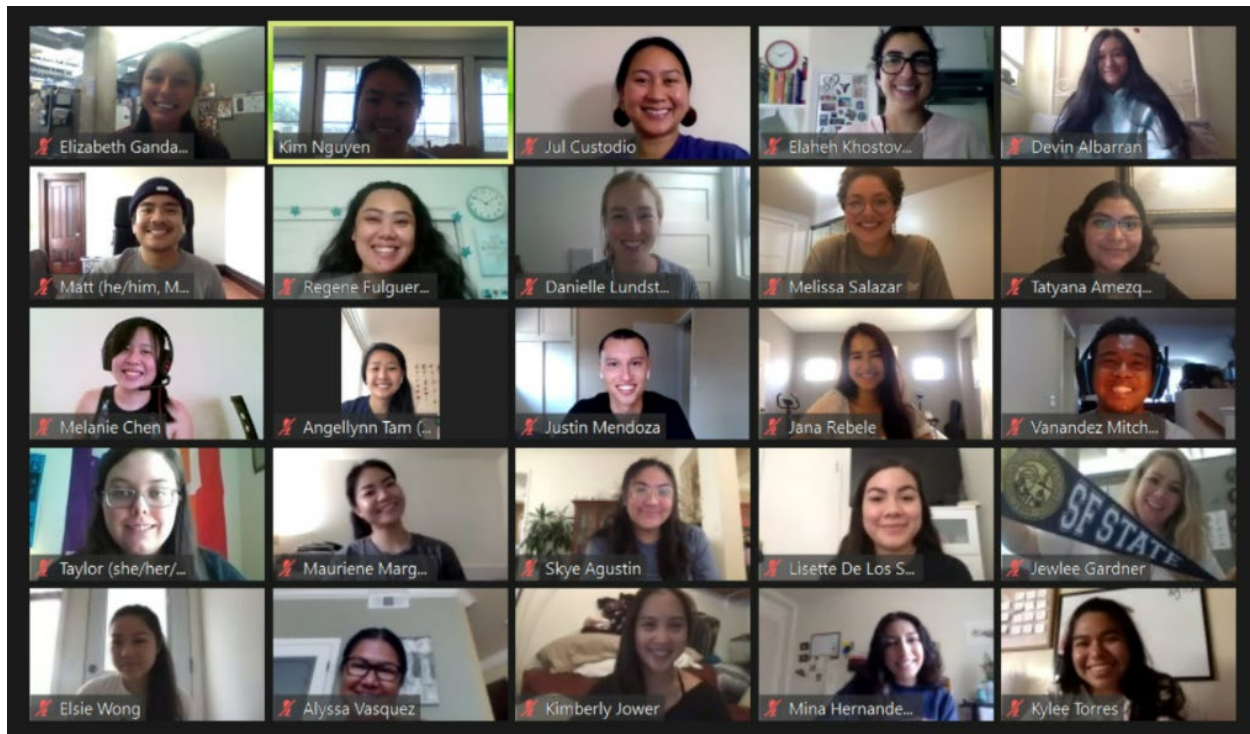 Elizabeth Ganda...
Kim Nguyen
Jul Custodio
Elaheh Khostov...
Devin Albarran
Matt (he/him, M...
Regene Fulguer...
Danielle Lundst...
Melissa Salazar
Tatyana Amezq...
Melanie Chen
Angellynn Tam (...
Justin Mendoza
Jana Rebele
Vanandez Mitch...
Taylor (she/her/...
Mauriene Marg...
Skye Agustin
Lisette De Los S...
SF STATE
Jewlee Gardner
Elsie Wong
Alyssa Vasquez
Kimberly Jower
Mina Hernande...
Kylee Torres